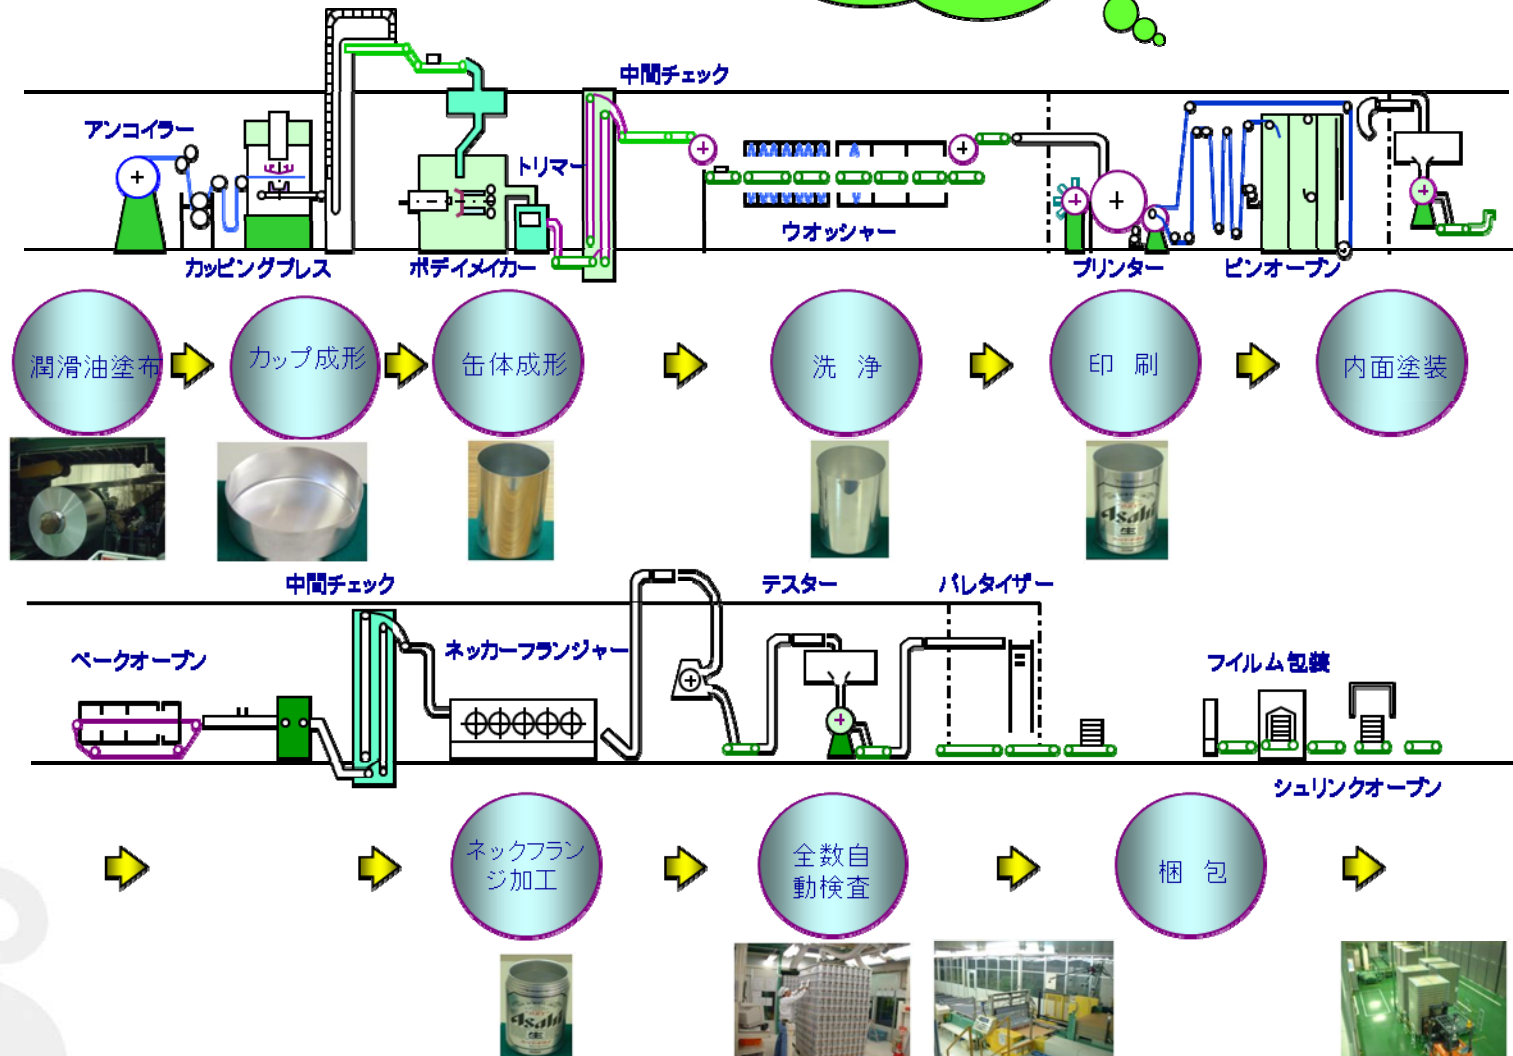 中間チェック
アンコイラー
トリマー
ウオッシャー
カッピングプレス
ボディメイカー
プリンター
ピンオーブン
潤滑油塗布
カップ成形
缶体成形
洗 浄
印 刷
内面塗装
Asahi
生
中間チェック
テスター
パレタイザー
ベークオーブン
ネッカーフランジャー
フイルム包装
シュリンクオーブン
ネックフラン
ジ加工
全数自
動検査
梱 包
Asahi
生